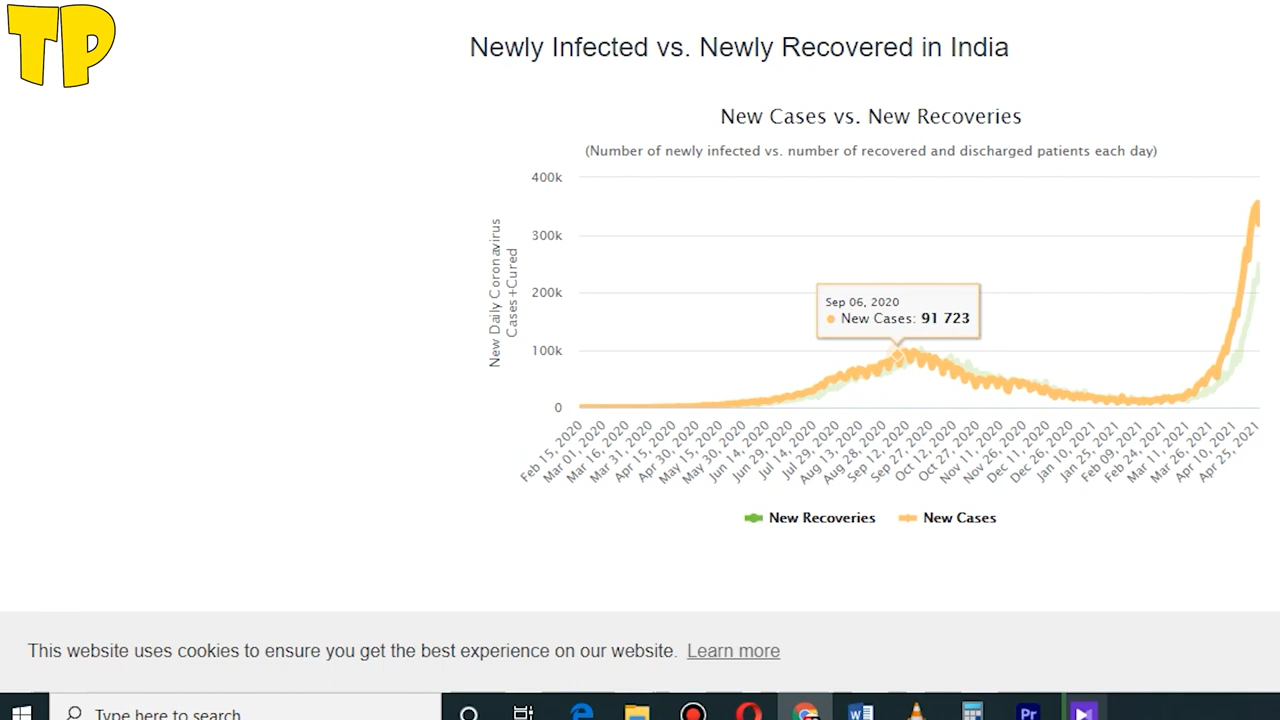 TP
Newly Infected vs. Newly Recovered in India
New Cases vs. New Recoveries
(Number of newly infected vs. number of recovered and discharged patients each day)
New Daily Coronavirus
Cases+Cured
400k
300k
200k
100k
0
Sep 06, 2020
New Cases: 91 723
Feb 15, 2020
Mar 01, 2020
Mar 16, 2020
Mar 31, 2020
Apr 15, 2020
Apr 30, 2020
May 15, 2020
May 30, 2020
Jun 14, 2020
Jun 29, 2020
Jul 14, 2020
Jul 29, 2020
Aug 13, 2020
Aug 28, 2020
Sep 12, 2020
Sep 27, 2020
Oct 12, 2020
Oct 27, 2020
Nov 11, 2020
Nov 26, 2020
Dec 11, 2020
Dec 26, 2020
Jan 10, 2021
Jan 25, 2021
Feb 09, 2021
Feb 24, 2021
Mar 11, 2021
Mar 26, 2021
Apr 10, 2021
Apr 25, 2021
New Recoveries New Cases
This website uses cookies to ensure you get the best experience on our website. Learn more
Type here to search
Pr